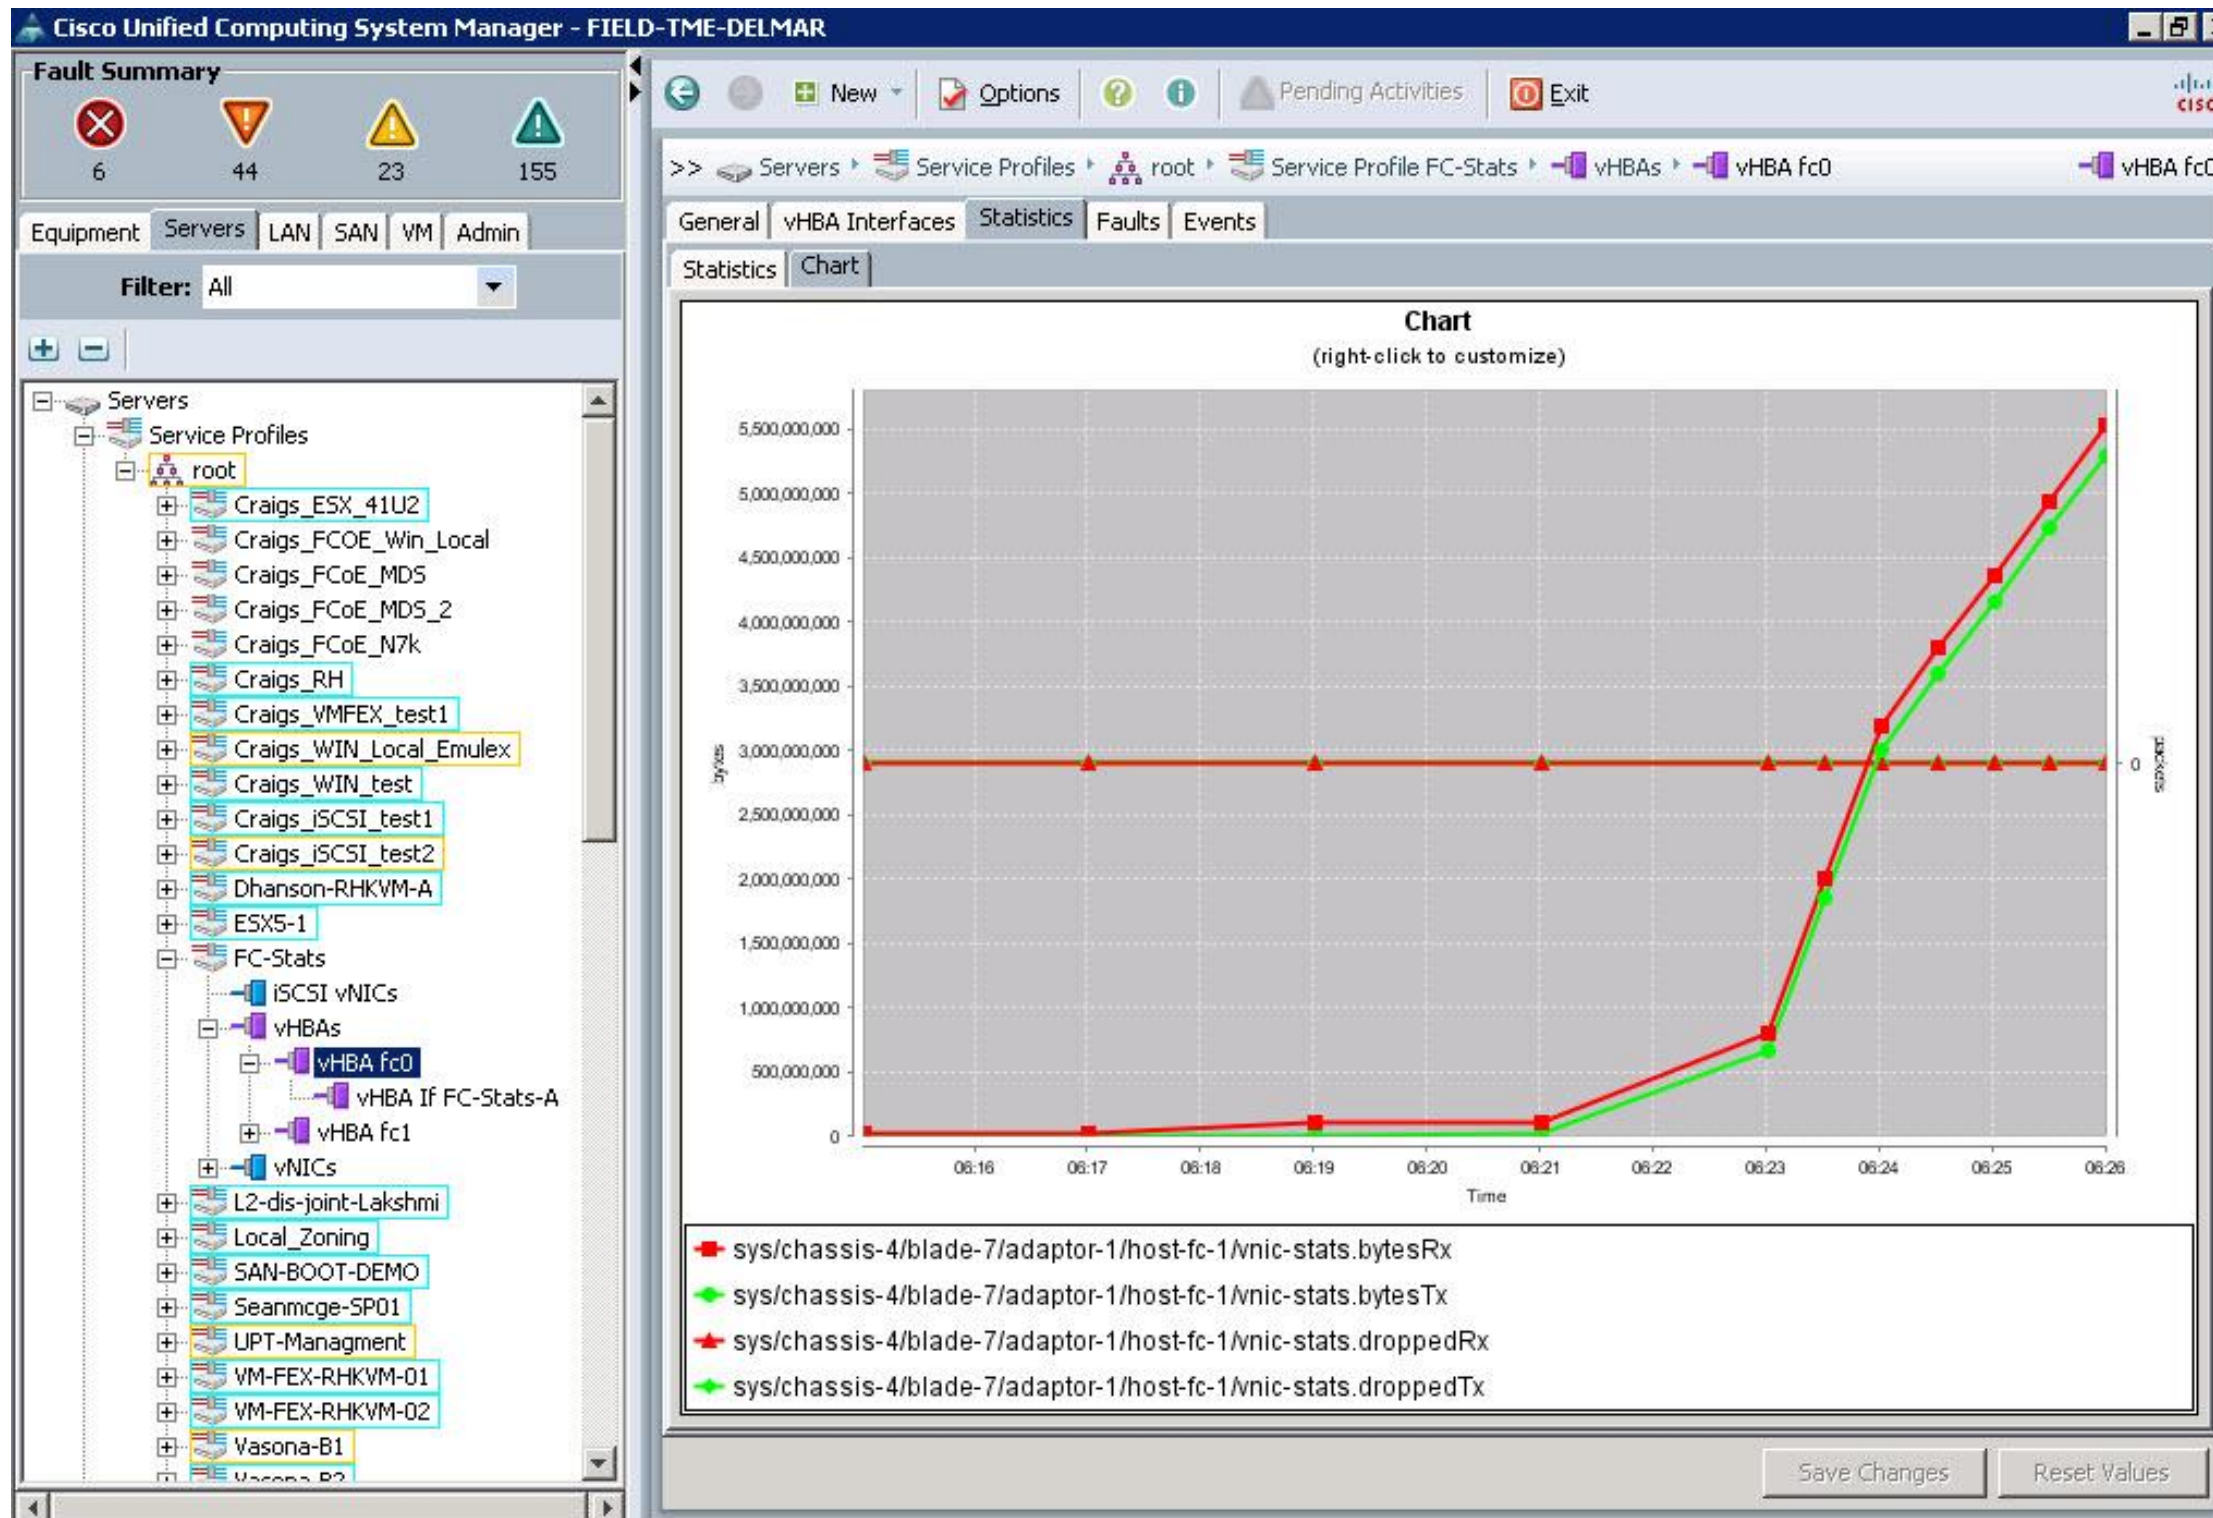 Cisco Unified Computing System Manager - FIELD-TME-DELMAR
Fault Summary
6 44 23 155
New Options Pending Activities Exit
>> Servers Service Profiles root Service Profile FC-Stats vHBAs vHBA fc0
Equipment Servers LAN SAN VM Admin
General vHBA Interfaces Statistics Faults Events
Statistics Chart
Filter: All
Servers
Service Profiles
root
Craigs_ESX_41U2
Craigs_FCOE_Win_Local
Craigs_FCoE_MDS
Craigs_FCoE_MDS_2
Craigs_FCoE_N7k
Craigs_RH
Craigs_VMFEX_test1
Craigs_WIN_Local_Emulex
Craigs_WIN_test
Craigs_iSCSI_test1
Craigs_iSCSI_test2
Dhanson-RHKVM-A
ESX5-1
FC-Stats
iSCSI vNICs
vHBAs
vHBA fc0
vHBA If FC-Stats-A
vHBA fc1
vNICs
L2-dis-joint-Lakshmi
Local_Zoning
SAN-BOOT-DEMO
Seanmcge-SP01
UPT-Managment
VM-FEX-RHKVM-01
VM-FEX-RHKVM-02
Vasona-B1
Chart
(right-click to customize)
5,500,000,000
5,000,000,000
4,500,000,000
4,000,000,000
3,500,000,000
3,000,000,000
2,500,000,000
2,000,000,000
1,500,000,000
1,000,000,000
500,000,000
0
bytes
0
packets
06:16 06:17 06:18 06:19 06:20 06:21 06:22 06:23 06:24 06:25 06:26
Time
sys/chassis-4/blade-7/adaptor-1/host-fc-1/vnic-stats.bytesRx
sys/chassis-4/blade-7/adaptor-1/host-fc-1/vnic-stats.bytesTx
sys/chassis-4/blade-7/adaptor-1/host-fc-1/vnic-stats.droppedRx
sys/chassis-4/blade-7/adaptor-1/host-fc-1/vnic-stats.droppedTx
Save Changes Reset Values